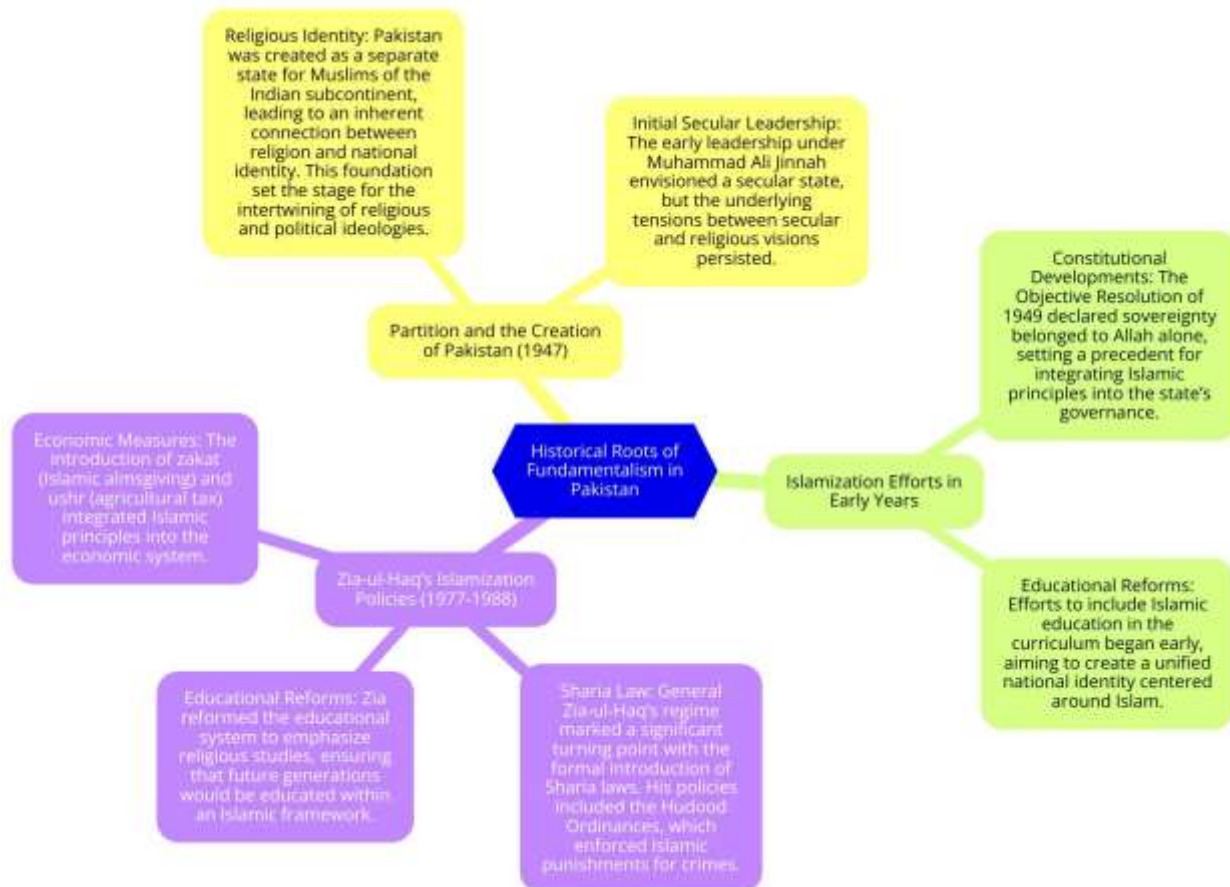 Religious Identity: Pakistan
was created as a separate
state for Muslims of the
Indian subcontinent,
leading to an inherent
connection between
religion and national
identity. This foundation
set the stage for the
intertwining of religious
and political ideologies.
Initial Secular Leadership:
The early leadership under
Muhammad Ali Jinnah
envisioned a secular state,
but the underlying
tensions between secular
and religious visions
persisted.
Partition and the Creation
of Pakistan (1947)
Constitutional
Developments: The
Objective Resolution of
1949 declared sovereignty
belonged to Allah alone,
setting a precedent for
integrating Islamic
principles into the state's
governance.
Historical Roots of
Fundamentalism in
Pakistan
Islamization Efforts in
Early Years
Educational Reforms:
Efforts to include Islamic
education in the
curriculum began early,
aiming to create a unified
national identity centered
around Islam.
Economic Measures: The
introduction of zakat
(Islamic almsgiving) and
ushr (agricultural tax)
integrated Islamic
principles into the
economic system.
Zia-ul-Haq's Islamization
Policies (1977-1988)
Educational Reforms: Zia
reformed the educational
system to emphasize
religious studies, ensuring
that future generations
would be educated within
an Islamic framework.
Sharia Law: General
Zia-ul-Haq's regime
marked a significant
turning point with the
formal introduction of
Sharia laws. His policies
included the Hudood
Ordinances, which
enforced Islamic
punishments for crimes.